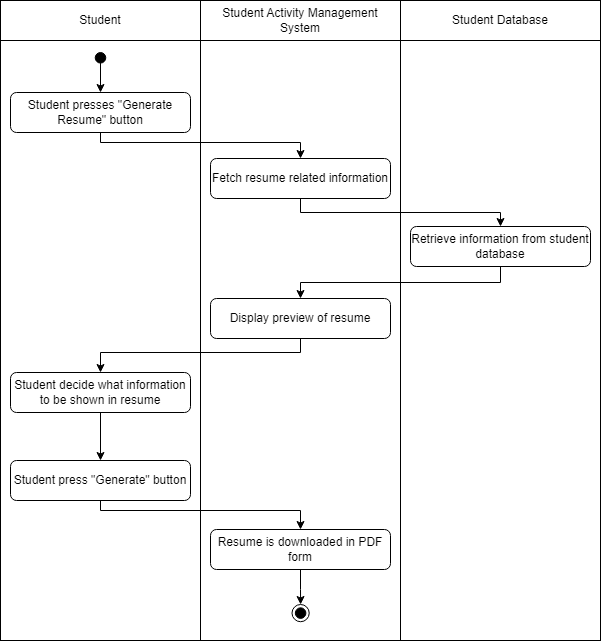 Student
Student Activity Management
System
Student Database
Student presses "Generate
Resume" button
Fetch resume related information
Retrieve information from student
database
Display preview of resume
Student decide what information
to be shown in resume
Student press "Generate" button
Resume is downloaded in PDF
form